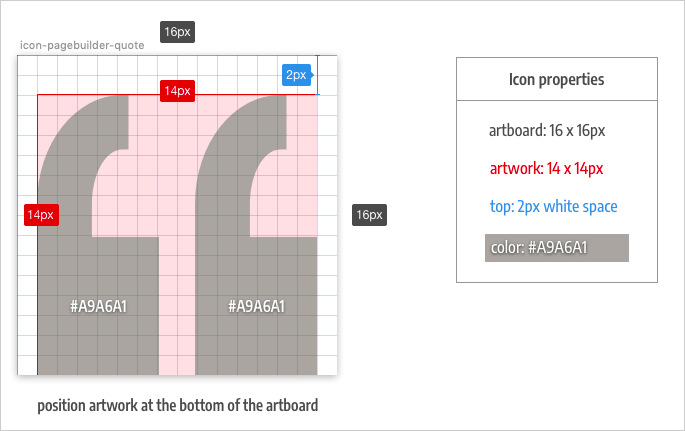 16px
icon-pagebuilder-quote
2px
14px
14px
16px
#A9A6A1
#A9A6A1
position artwork at the bottom of the artboard
Icon properties
artboard: 16 x 16px
artwork: 14 x 14px
top: 2px white space
color: #A9A6A1